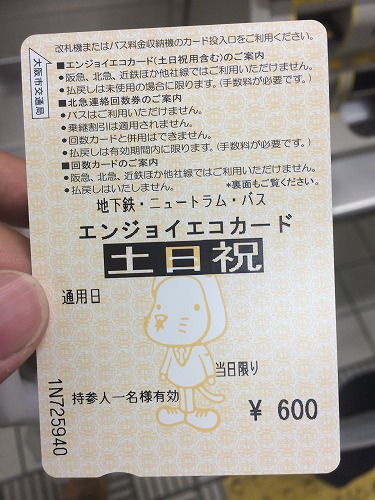 改札機またはバス料金収納機のカード投入口をご利用ください。
大阪市交通局
■エンジョイエコカード(土日祝用含む)のご案内
・阪急、北急、近鉄ほか他社線ではご利用いただけません。
・払戻しは未使用の場合に限ります。(手数料が必要です。)
■北急連絡回数券のご案内
・バスはご利用いただけません。
・乗継割引は適用されません。
・回数カードと併用はできません。
・払戻しは有効期間内に限ります。(手数料が必要です。)
■回数カードのご案内
・阪急、北急、近鉄ほか他社線ではご利用いただけません。
・払戻しはいたしません。 *裏面もご覧ください。
地下鉄・ニュートラム・バス
エンジョイエコカード
土日祝
通用日
当日限り
持参人一名様有効
¥ 600
1N725940